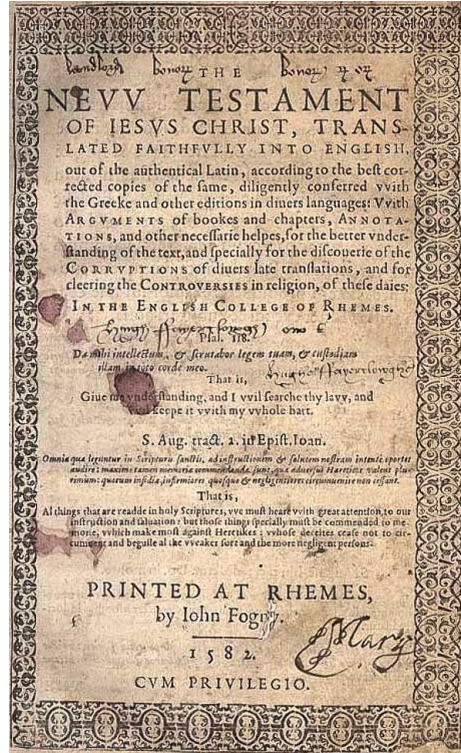 THE
NEVV TESTAMENT
OF IESVS CHRIST, TRANS-
LATED FAITHFVLLY INTO ENGLISH,
out of the authentical Latin, according to the best cor-
rected copies of the same, diligently conferred vvith
the Greeke and other editions in diuers languages: Vvith
ARGVMENTS of bookes and chapters, ANNOTA-
TIONS, and other necessarie helpes, for the better vnder-
standing of the text, and specially for the discouerie of the
CORRVPTIONS of diuers late translations, and for
cleering the CONTROVERSIES in religion, of these daies:
IN THE ENGLISH COLLEGE OF RHEMES.
Psal. 118.
Da mihi intellectum, & scrutabor legem tuam, & custodiam
illam in toto corde meo.
That is,
Giue me vnderstanding, and I vvil searche thy lavv, and
keepe it vvith my vvhole hart.
S. Aug. tract. 2. in Epist. Ioan.
Omnia quæ leguntur in Scripturis sanctis, ad instructionem & salutem nostram intentè oportet
audire: maximè tamen memoriæ commendanda sunt, quæ aduersus Hæreticos valent plu-
rimùm: quorum insidiæ, infirmiores quosque & negligentiores circumuenire non cessant.
That is,
Al things that are readde in holy Scriptures, vve must heare vvith great attention, to our
instruction and saluation: but those things specially must be commended to me-
morie, vvhich make most against Heretikes: vvhose deceites cease not to cir-
cumuent and beguile al the vveaker sort and the more negligent persons.
PRINTED AT RHEMES,
by Iohn Fogny.
1582.
CVM PRIVILEGIO.
Mary